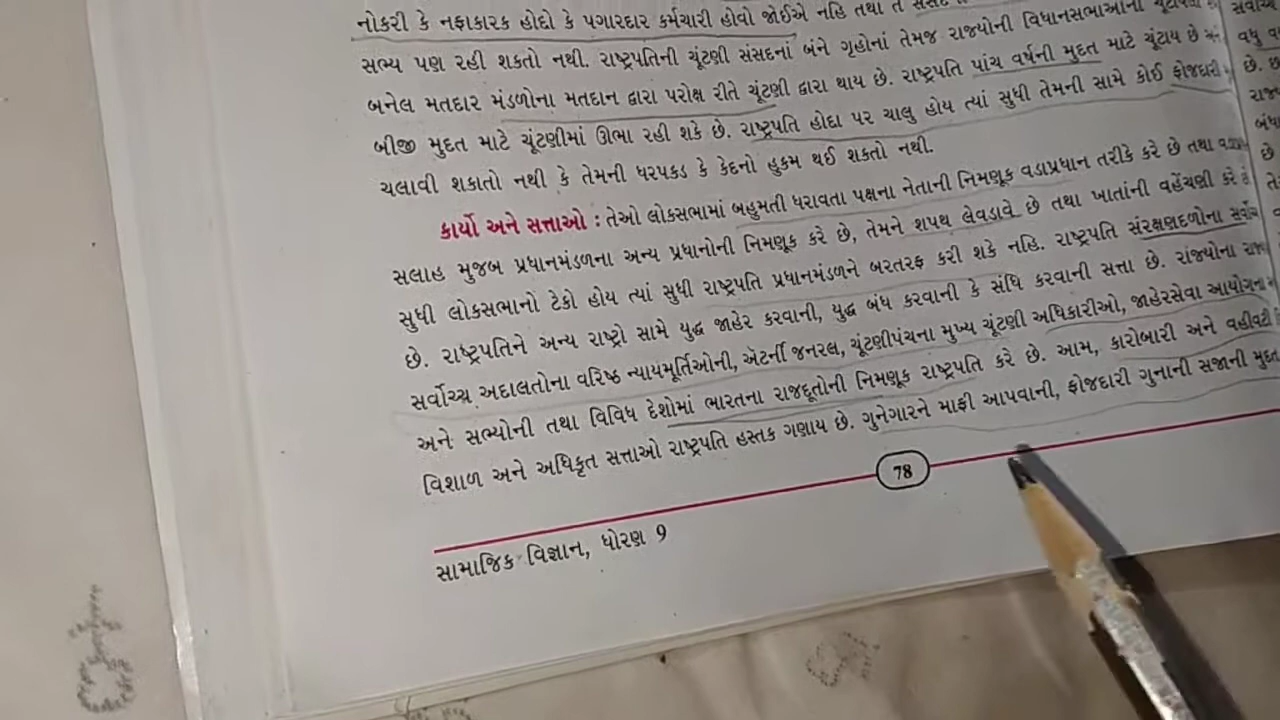 નોકરી કે નફાકારક હોદ્દો કે પગારદાર કર્મચારી હોવો જોઈએ નહિ તથા તે
સભ્ય પણ રહી શકતો નથી. રાષ્ટ્રપતિની ચૂંટણી સંસદનાં બંને ગૃહોનાં તેમજ રાજ્યોની વિધાનસભાઓના
બનેલ મતદાર મંડળોના મતદાન દ્વારા પરોક્ષ રીતે ચૂંટણી દ્વારા થાય છે. રાષ્ટ્રપતિ પાંચ વર્ષની મુદત માટે ચૂંટાય છે અને
બીજી મુદત માટે ચૂંટણીમાં ઊભા રહી શકે છે. રાષ્ટ્રપતિ હોદ્દા પર ચાલુ હોય ત્યાં સુધી તેમની સામે કોઈ ફોજદારી
ચલાવી શકાતો નથી કે તેમની ધરપકડ કે કેદનો હુકમ થઈ શકતો નથી.
કાર્યો અને સત્તાઓ : તેઓ લોકસભામાં બહુમતી ધરાવતા પક્ષના નેતાની નિમણૂક વડાપ્રધાન તરીકે કરે છે તથા
સલાહ મુજબ પ્રધાનમંડળના અન્ય પ્રધાનોની નિમણૂક કરે છે, તેમને શપથ લેવડાવે છે તથા ખાતાંની વહેંચણી કરે છે
સુધી લોકસભાનો ટેકો હોય ત્યાં સુધી રાષ્ટ્રપતિ પ્રધાનમંડળને બરતરફ કરી શકે નહિ. રાષ્ટ્રપતિ સંરક્ષણદળોના સર્વોચ્ચ
છે. રાષ્ટ્રપતિને અન્ય રાષ્ટ્રો સામે યુદ્ધ જાહેર કરવાની, યુદ્ધ બંધ કરવાની કે સંધિ કરવાની સત્તા છે. રાજ્યોના
સર્વોચ્ચ અદાલતોના વરિષ્ઠ ન્યાયમૂર્તિઓની, ઍટર્ની જનરલ, ચૂંટણીપંચના મુખ્ય ચૂંટણી અધિકારીઓ, જાહેરસેવા આયોગના
અને સભ્યોની તથા વિવિધ દેશોમાં ભારતના રાજદૂતોની નિમણૂક રાષ્ટ્રપતિ કરે છે. આમ, કારોબારી અને વહીવટી
વિશાળ અને અધિકૃત સત્તાઓ રાષ્ટ્રપતિ હસ્તક ગણાય છે. ગુનેગારને માફી આપવાની, ફોજદારી ગુનાની સજાની મુદત
78
સામાજિક વિજ્ઞાન, ધોરણ 9